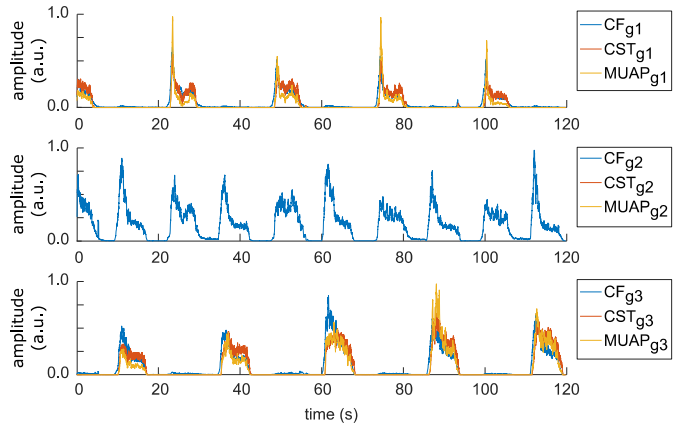 1.0
0.0
amplitude
(a.u.)
0 20 40 60 80 100 120
CFg1
CSTg1
MUAPg1
1.0
0.0
amplitude
(a.u.)
0 20 40 60 80 100 120
CFg2
CSTg2
MUAPg2
1.0
0.0
amplitude
(a.u.)
0 20 40 60 80 100 120
time (s)
CFg3
CSTg3
MUAPg3